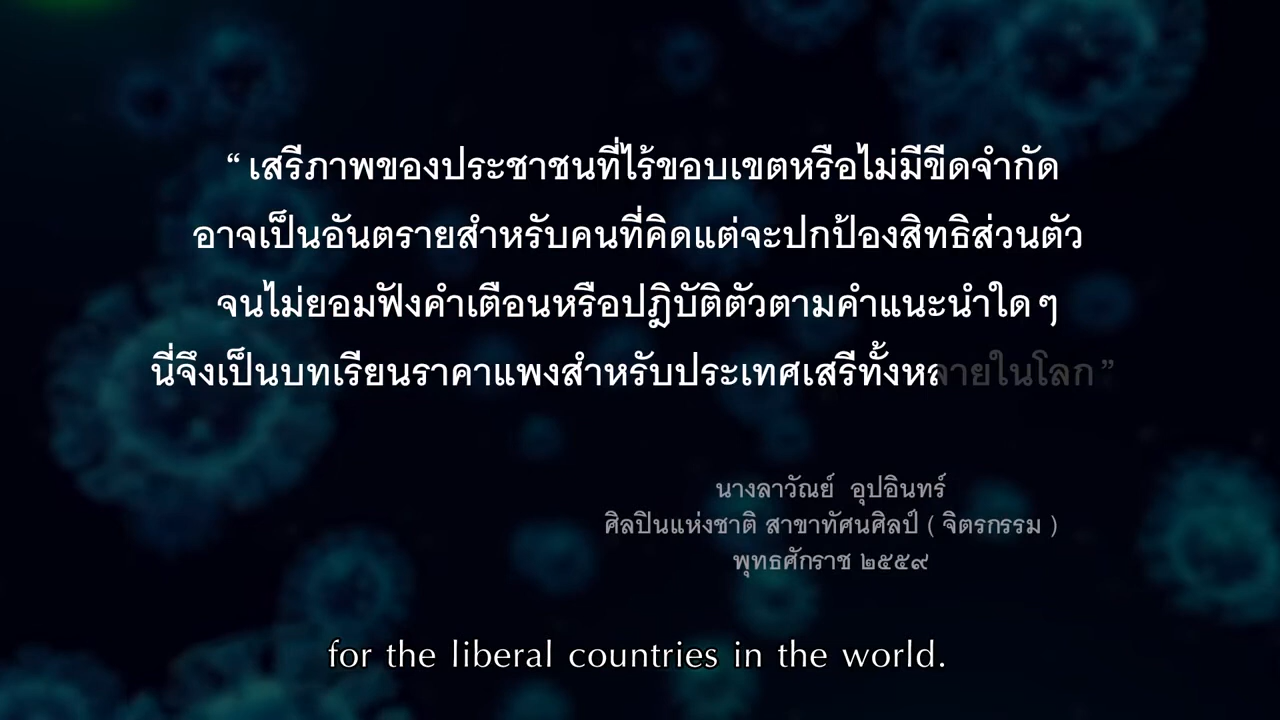 “ เสรีภาพของประชาชนที่ไร้ขอบเขตหรือไม่มีขีดจำกัด
อาจเป็นอันตรายสำหรับคนที่คิดแต่จะปกป้องสิทธิส่วนตัว
จนไม่ยอมฟังคำเตือนหรือปฎิบัติตัวตามคำแนะนำใด ๆ
นี่จึงเป็นบทเรียนราคาแพงสำหรับประเทศเสรีทั้งหลายในโลก ”
นางลาวัณย์ อุปอินทร์
ศิลปินแห่งชาติ สาขาทัศนศิลป์ ( จิตรกรรม )
พุทธศักราช ๒๕๕๙
for the liberal countries in the world.